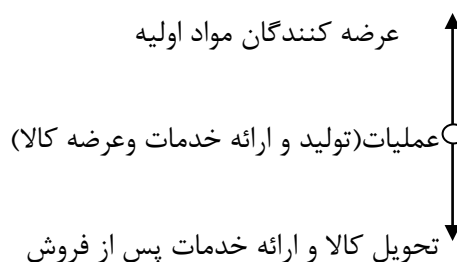 عرضه کنندگان مواد اولیه
عملیات(تولید و ارائه خدمات وعرضه کالا)
تحویل کالا و ارائه خدمات پس از فروش